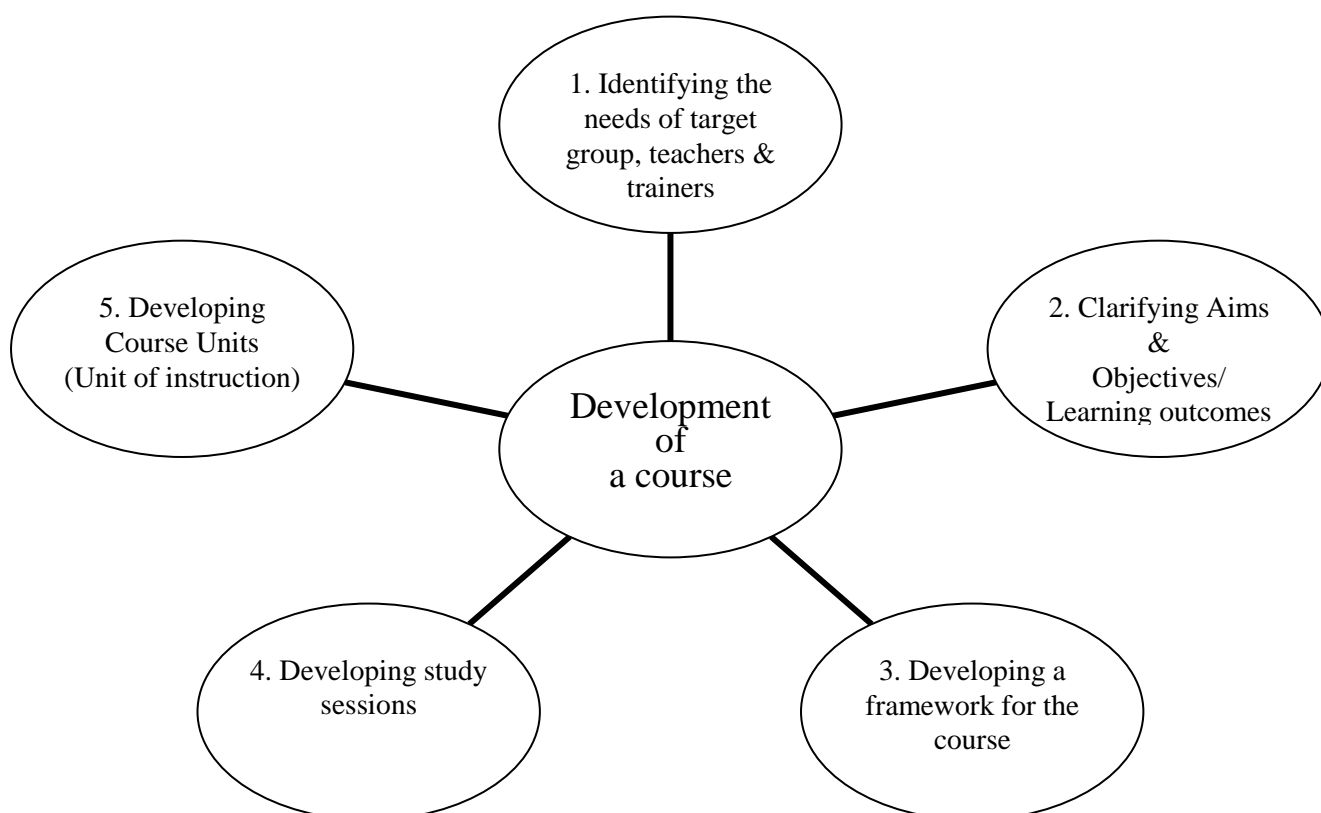 1. Identifying the
needs of target
group, teachers &
trainers
5. Developing
Course Units
(Unit of instruction)
2. Clarifying Aims
&
Objectives/
Learning outcomes
Development
of
a course
4. Developing study
sessions
3. Developing a
framework for the
course